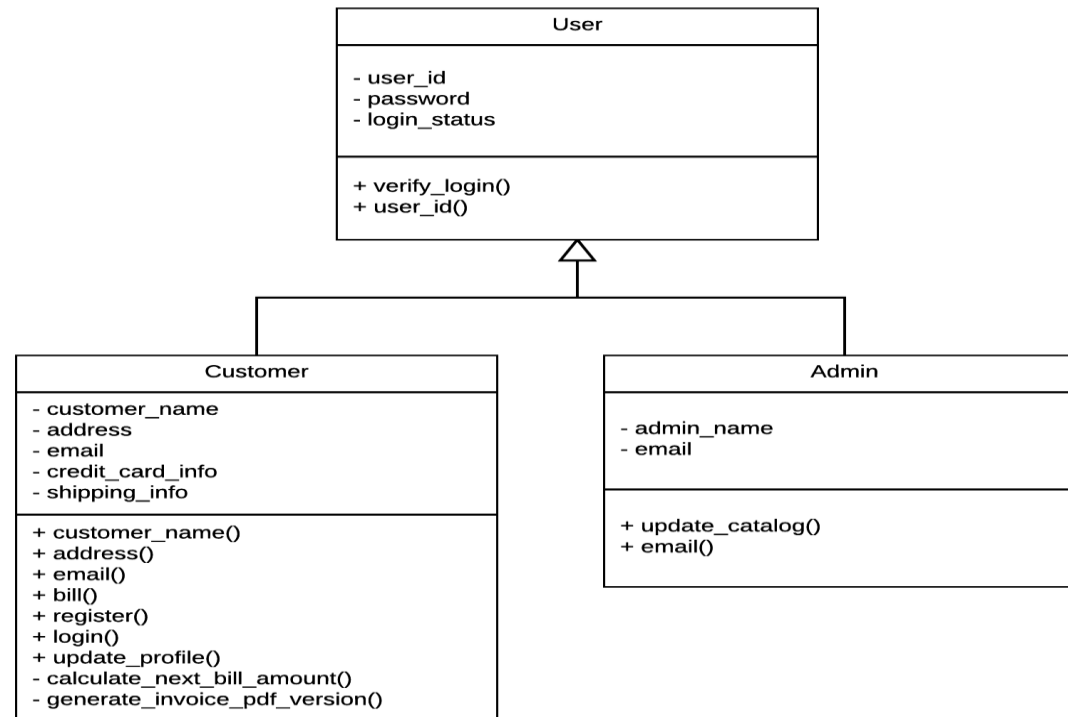 User
- user_id
- password
- login_status
+ verify_login()
+ user_id()
Customer
- customer_name
- address
- email
- credit_card_info
- shipping_info
+ customer_name()
+ address()
+ email()
+ bill()
+ register()
+ login()
+ update_profile()
- calculate_next_bill_amount()
- generate_invoice_pdf_version()
Admin
- admin_name
- email
+ update_catalog()
+ email()